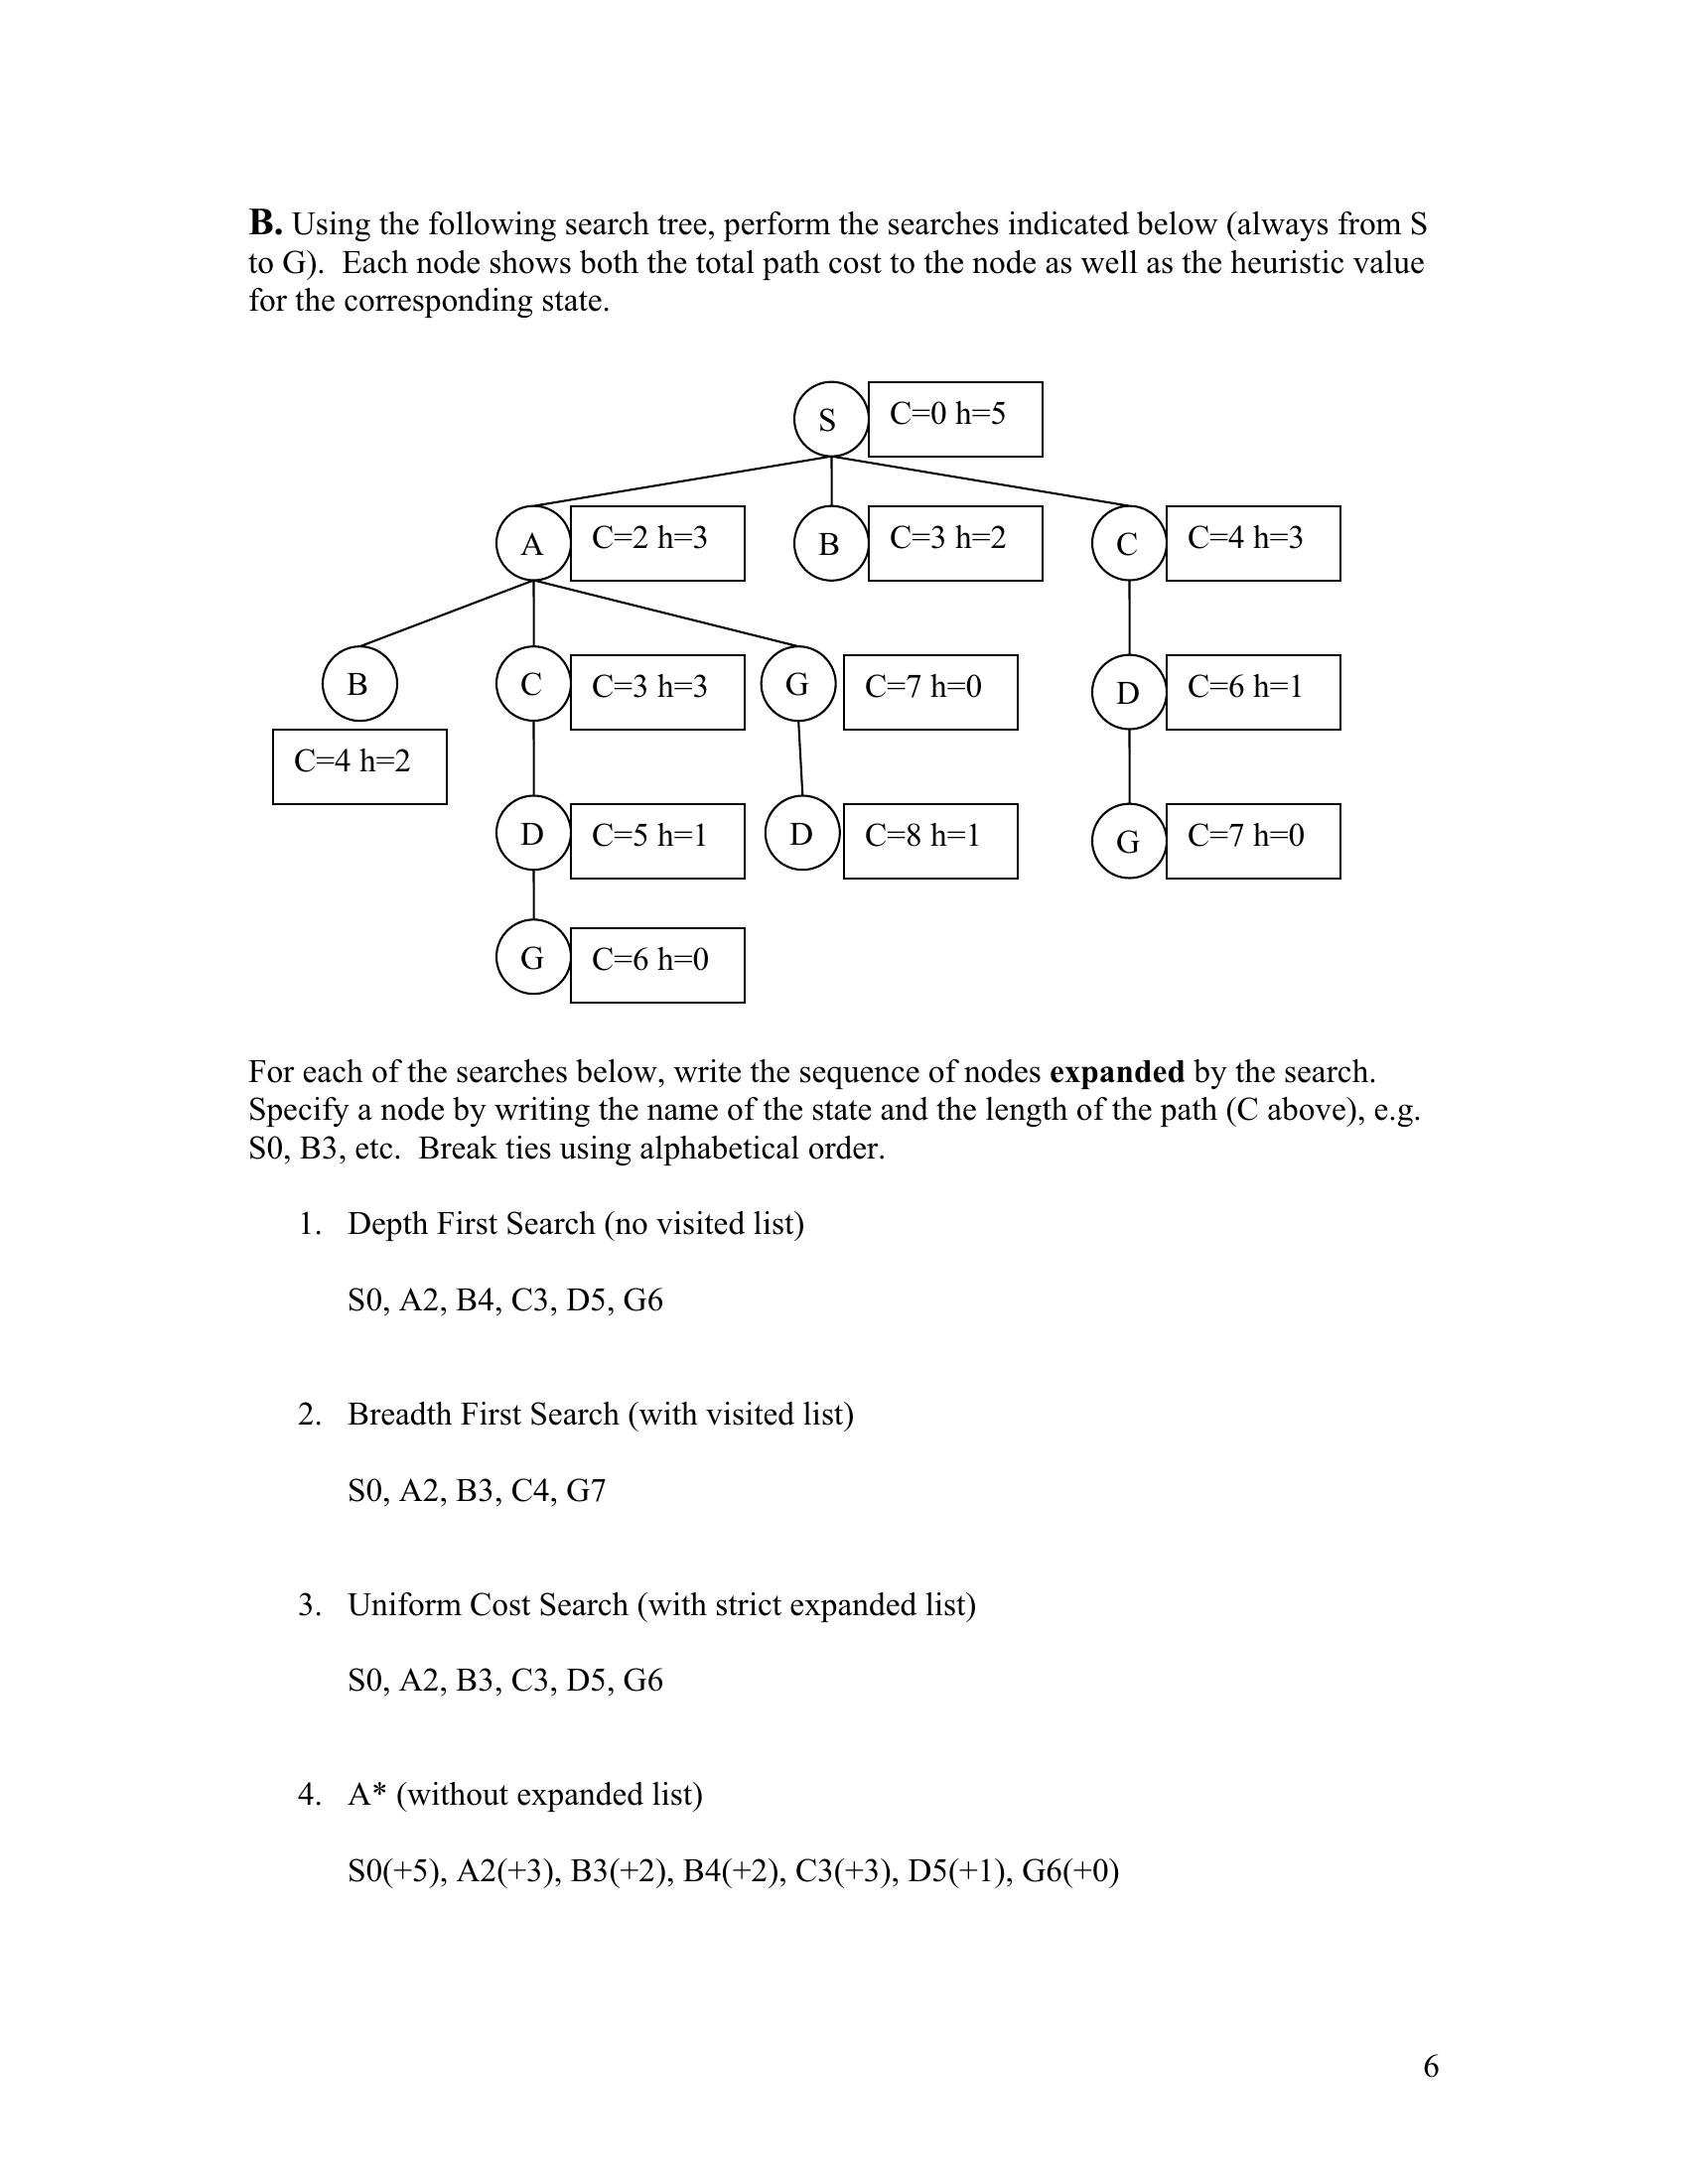 B. Using the following search tree, perform the searches indicated below (always from S
to G).  Each node shows both the total path cost to the node as well as the heuristic value
for the corresponding state.
S
C=0 h=5
A
C=2 h=3
B
C=3 h=2
C
C=4 h=3
B
C
C=3 h=3
G
C=7 h=0
D
C=6 h=1
C=4 h=2
D
C=5 h=1
D
C=8 h=1
G
C=7 h=0
G
C=6 h=0
For each of the searches below, write the sequence of nodes expanded by the search.
Specify a node by writing the name of the state and the length of the path (C above), e.g.
S0, B3, etc.  Break ties using alphabetical order.
1. Depth First Search (no visited list)
S0, A2, B4, C3, D5, G6
2. Breadth First Search (with visited list)
S0, A2, B3, C4, G7
3. Uniform Cost Search (with strict expanded list)
S0, A2, B3, C3, D5, G6
4. A* (without expanded list)
S0(+5), A2(+3), B3(+2), B4(+2), C3(+3), D5(+1), G6(+0)
6